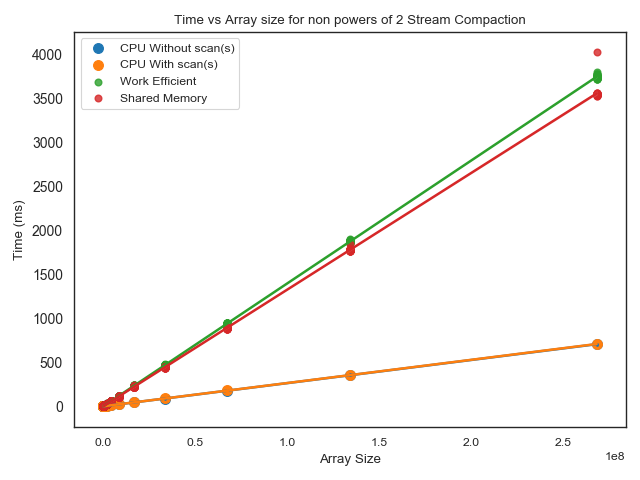 Time vs Array size for non powers of 2 Stream Compaction
CPU Without scan(s)
CPU With scan(s)
Work Efficient
Shared Memory
4000
3500
3000
2500
2000
1500
1000
500
0
Time (ms)
0.0 0.5 1.0 1.5 2.0 2.5
1e8
Array Size